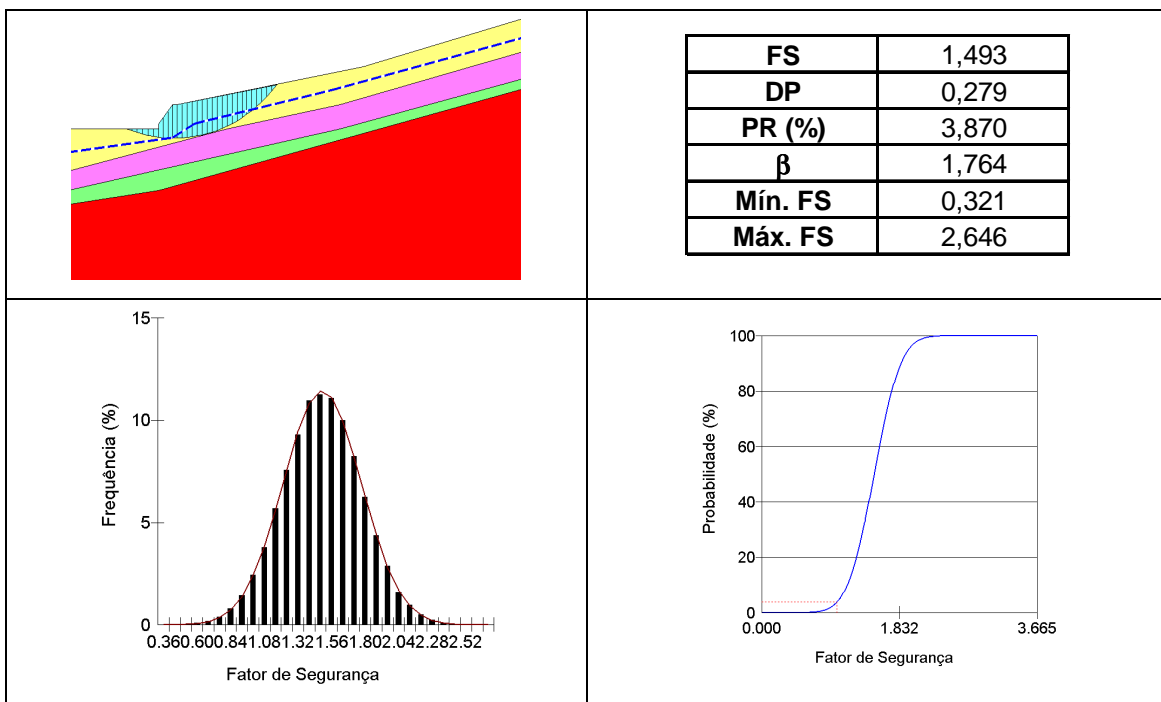 FS 1,493
DP 0,279
PR (%) 3,870
β 1,764
Mín. FS 0,321
Máx. FS 2,646
15
10
5
0
Frequência (%)
0.360.600.841.081.321.561.802.042.282.52
Fator de Segurança
100
80
60
40
20
0
Probabilidade (%)
0.000 1.832 3.665
Fator de Segurança